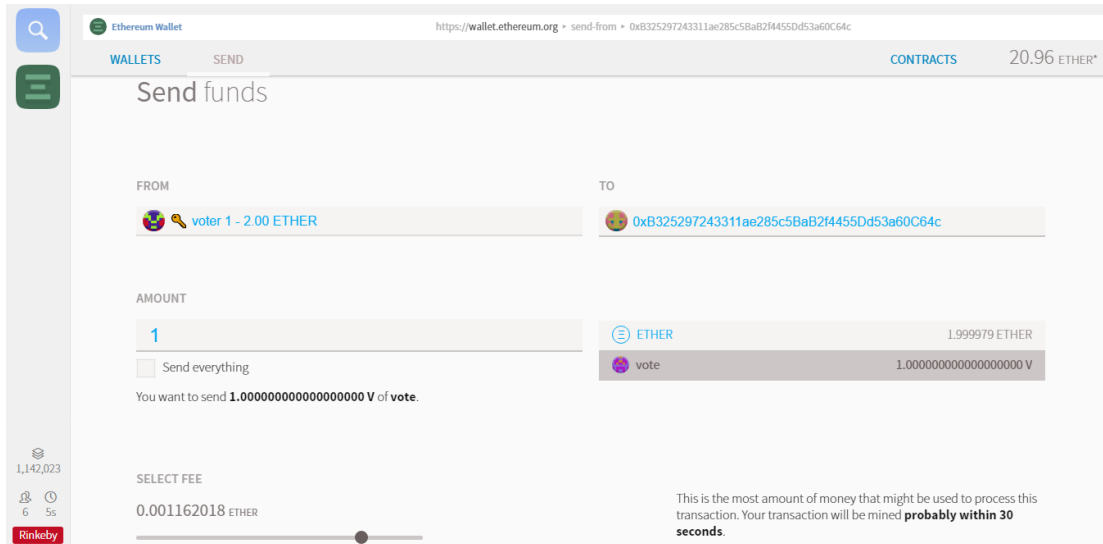 Ethereum Wallet
https://wallet.ethereum.org ▸ send-from ▸ 0xB325297243311ae285c5BaB2f4455Dd53a60C64c
WALLETS SEND CONTRACTS 20.96 ETHER*
Send funds
FROM TO
voter 1 - 2.00 ETHER 0xB325297243311ae285c5BaB2f4455Dd53a60C64c
AMOUNT
1 ETHER 1.999979 ETHER
Send everything vote 1.000000000000000000 V
You want to send 1.000000000000000000 V of vote.
1,142,023
SELECT FEE
6 5s
0.001162018 ETHER
This is the most amount of money that might be used to process this
transaction. Your transaction will be mined probably within 30
seconds.
Rinkeby